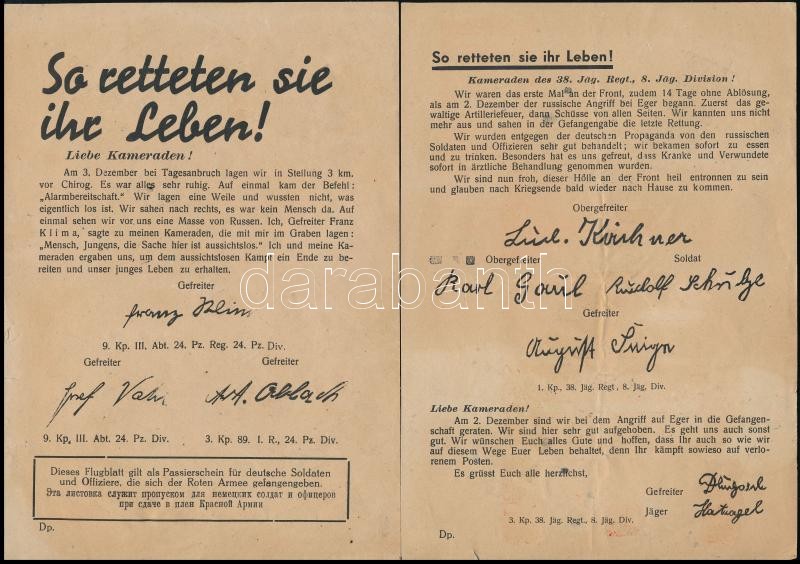 So retteten sie
ihr Leben!
Liebe Kameraden!
Am 3. Dezember bei Tagesanbruch lagen wir in Stellung 3 km.
vor Chirog. Es war alles sehr ruhig. Auf einmal kam der Befehl:
„Alarmbereitschaft." Wir lagen eine Weile und wussten nicht, was
eigentlich los ist. Wir sahen nach rechts, es war kein Mensch da. Auf
einmal sehen wir vor uns eine Masse von Russen. Ich, Gefreiter Franz
Klima, sagte zu meinen Kameraden, die mit mir im Graben lagen:
„Mensch, Jungens, die Sache hier ist aussichtslos." Ich und meine Ka-
meraden ergaben uns, um dem aussichtslosen Kampf ein Ende zu be-
reiten und unser junges Leben zu erhalten.
Gefreiter
Franz
9. Kp. III. Abt. 24. Pz. Reg. 24. Pz. Div.
Gefreiter Gefreiter
9. Kp. III. Abt. 24. Pz. Div. 3. Kp. 89. I. R., 24. Pz. Div.
Dieses Flugblatt gilt als Passierschein für deutsche Soldaten
und Offiziere, die sich der Roten Armee gefangengeben.
Эта листовка служит пропуском для немецких солдат и офицеров
при сдаче в плен Красной Армии
Dp.
So retteten sie ihr Leben!
Kameraden des 38. Jäg. Regt., 8. Jäg. Division!
Wir waren das erste Mal an der Front, zudem 14 Tage ohne Ablösung,
als am 2. Dezember der russische Angriff bei Eger begann. Zuerst das ge-
waltige Artilleriefeuer, dann Schüsse von allen Seiten. Wir kannten uns nicht
mehr aus und sahen in der Gefangengabe die letzte Rettung.
Wir wurden entgegen der deutschen Propaganda von den russischen
Soldaten und Offizieren sehr gut behandelt; wir bekamen sofort zu essen
und zu trinken. Besonders hat es uns gefreut, dass Kranke und Verwundete
sofort in ärztliche Behandlung genommen wurden.
Wir sind nun froh, dieser Hölle an der Front heil entronnen zu sein
und glauben nach Kriegsende bald wieder nach Hause zu kommen.
Obergefreiter
Lud. Kirchner
Obergefreiter Soldat
Karl Gaul Rudolf Schulze
Gefreiter
August
1. Kp., 38. Jäg. Regt., 8. Jäg. Div.
Liebe Kameraden!
Am 2. Dezember sind wir bei dem Angriff auf Eger in die Gefangen-
schaft geraten. Wir sind hier sehr gut aufgehoben. Es geht uns auch sonst
gut. Wir wünschen Euch alles Gute und hoffen, dass Ihr auch so wie wir
auf diesem Wege Euer Leben behaltet, denn Ihr kämpft sowieso auf verlo-
renem Posten.
Es grüsst Euch alle herzlichst,
Gefreiter
Jäger
3. Kp. 38. Jäg. Regt., 8. Jäg. Div.
Dp.
darabanth